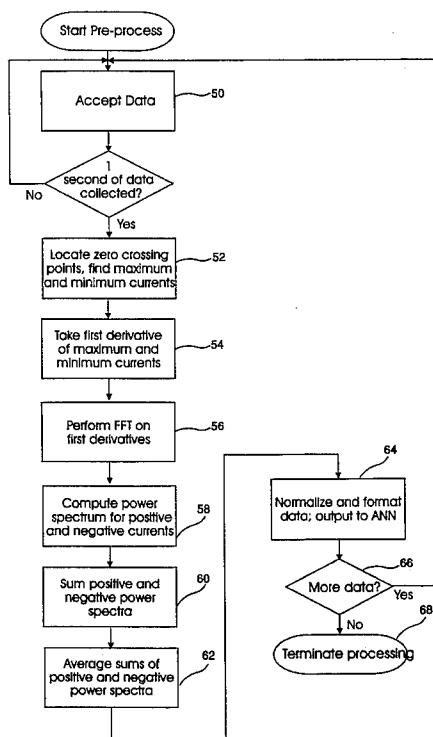 Start Pre-process
Accept Data
50
1
second of data
collected?
No
Yes
Locate zero crossing
points, find maximum
and minimum currents
52
Take first derivative
of maximum and
minimum currents
54
Perform FFT on
first derivatives
56
Compute power
spectrum for positive
and negative currents
58
Sum positive and
negative power
spectra
60
Average sums of
positive and negative
power spectra
62
64
Normalize and format
data; output to ANN
66
More data?
Yes
No
68
Terminate processing